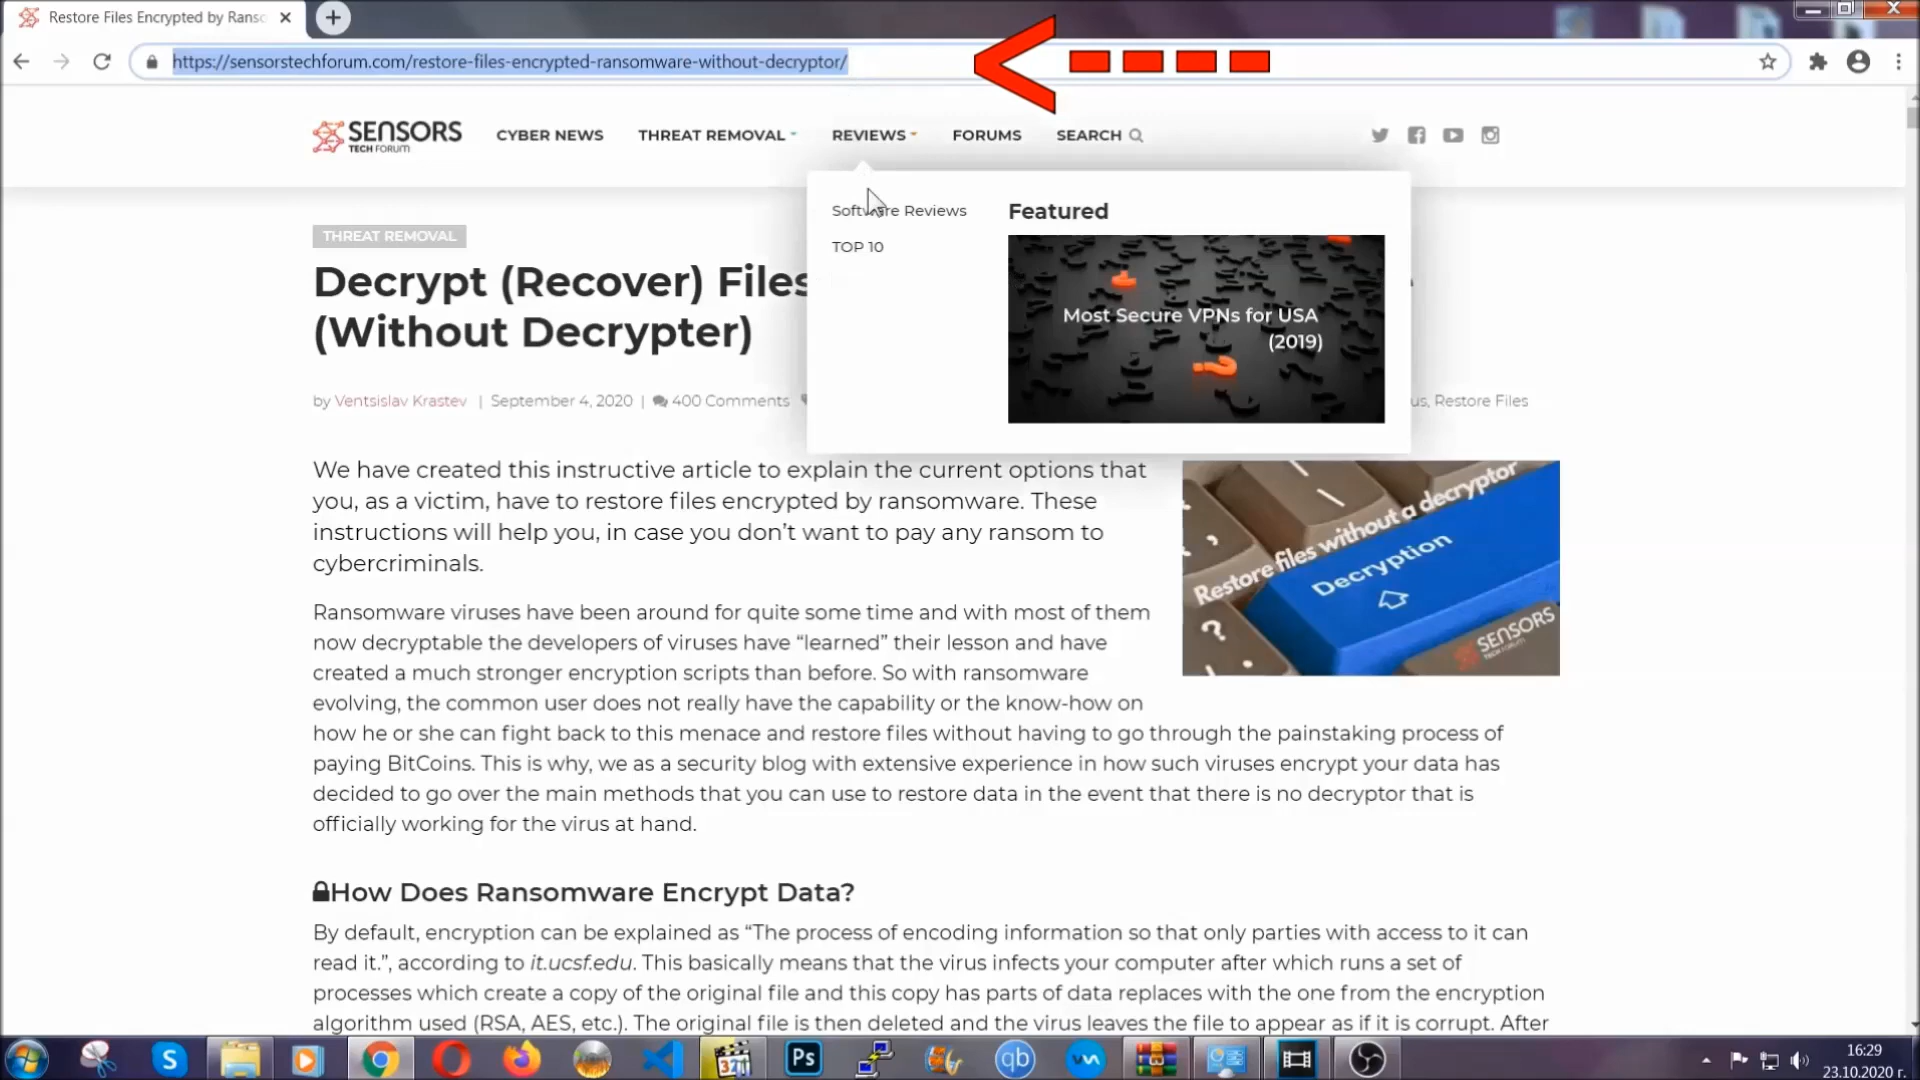 Restore Files Encrypted by Ranso
https://sensorstechforum.com/restore-files-encrypted-ransomware-without-decryptor/
SENSORS
TECH FORUM
CYBER NEWS THREAT REMOVAL REVIEWS FORUMS SEARCH
Software Reviews
TOP 10
Featured
Most Secure VPNs for USA
(2019)
THREAT REMOVAL
Decrypt (Recover) Files
(Without Decrypter)
by Ventsislav Krastev | September 4, 2020 | 400 Comments
us, Restore Files
We have created this instructive article to explain the current options that
you, as a victim, have to restore files encrypted by ransomware. These
instructions will help you, in case you don’t want to pay any ransom to
cybercriminals.
Restore files without a decryptor
Decryption
?
SENSORS
TECH FORUM
Ransomware viruses have been around for quite some time and with most of them
now decryptable the developers of viruses have “learned” their lesson and have
created a much stronger encryption scripts than before. So with ransomware
evolving, the common user does not really have the capability or the know-how on
how he or she can fight back to this menace and restore files without having to go through the painstaking process of
paying BitCoins. This is why, we as a security blog with extensive experience in how such viruses encrypt your data has
decided to go over the main methods that you can use to restore data in the event that there is no decryptor that is
officially working for the virus at hand.
How Does Ransomware Encrypt Data?
By default, encryption can be explained as “The process of encoding information so that only parties with access to it can
read it.”, according to it.ucsf.edu. This basically means that the virus infects your computer after which runs a set of
processes which create a copy of the original file and this copy has parts of data replaces with the one from the encryption
algorithm used (RSA, AES, etc.). The original file is then deleted and the virus leaves the file to appear as if it is corrupt. After
S
321
Ps
qb
16:29
23.10.2020 г.